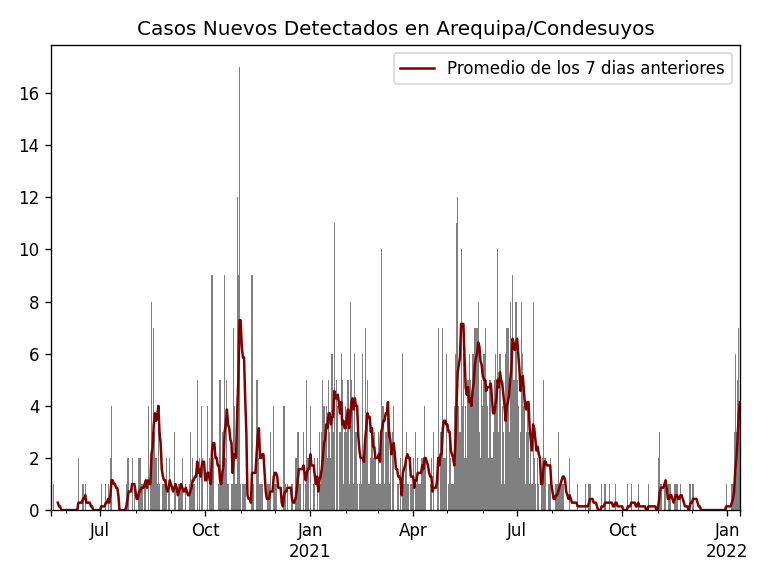 Casos Nuevos Detectados en Arequipa/Condesuyos
Promedio de los 7 dias anteriores
16
14
12
10
8
6
4
2
0
Jul
Oct
Jan
2021
Apr
Jul
Oct
Jan
2022